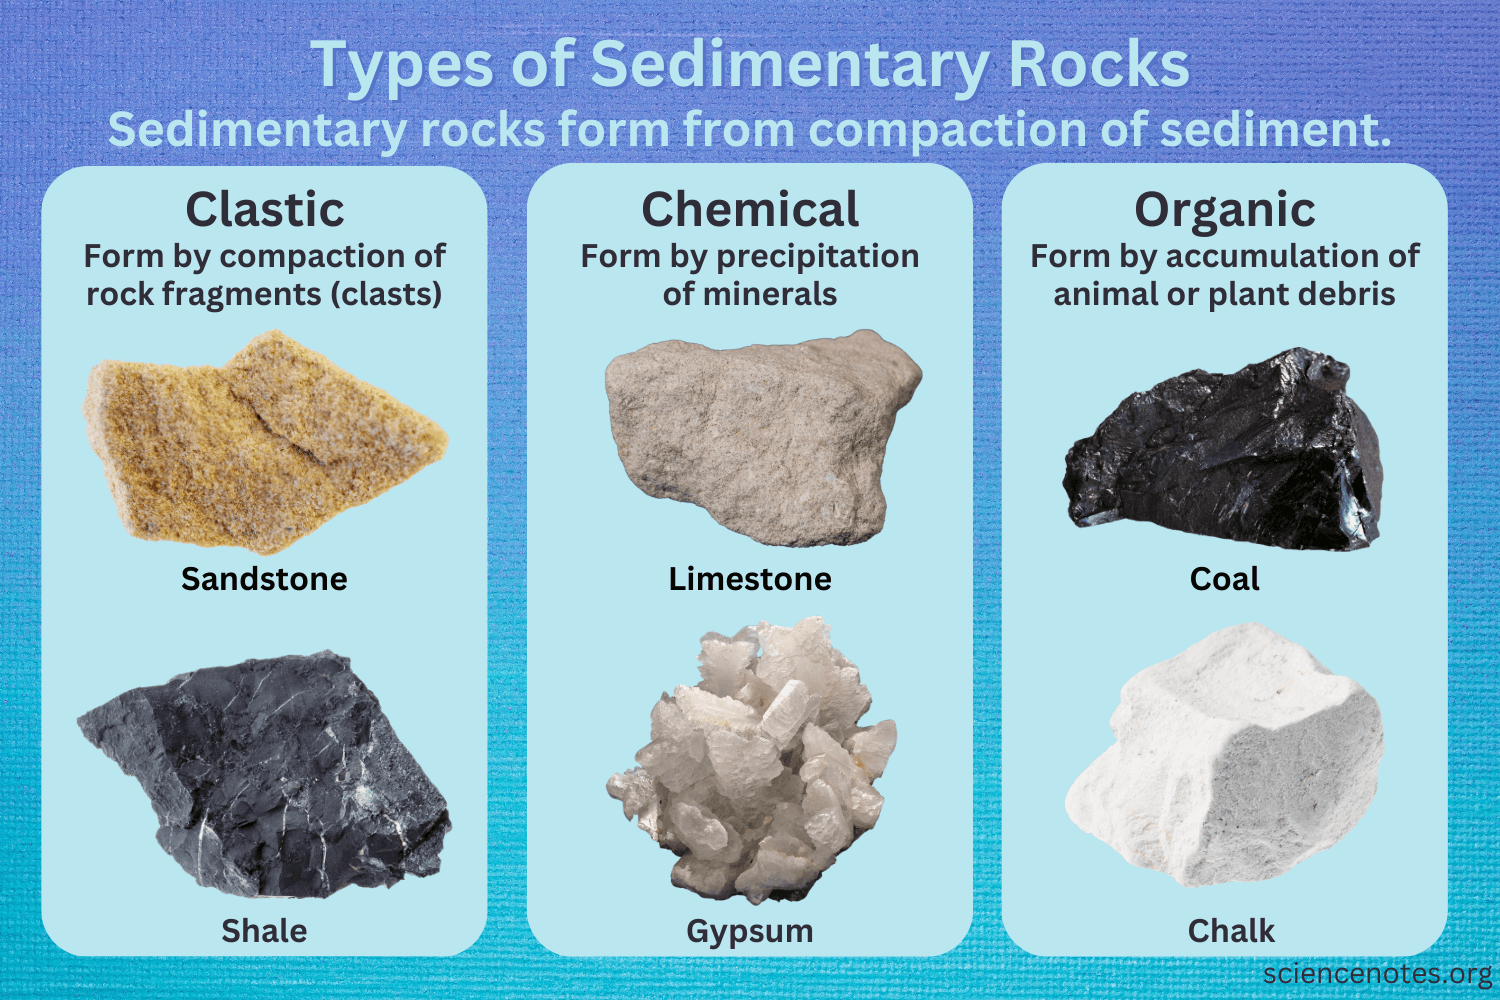 Types of Sedimentary Rocks
Sedimentary rocks form from compaction of sediment.
Clastic
Form by compaction of
rock fragments (clasts)
Sandstone
Shale
Chemical
Form by precipitation
of minerals
Limestone
Gypsum
Organic
Form by accumulation of
animal or plant debris
Coal
Chalk
sciencenotes.org